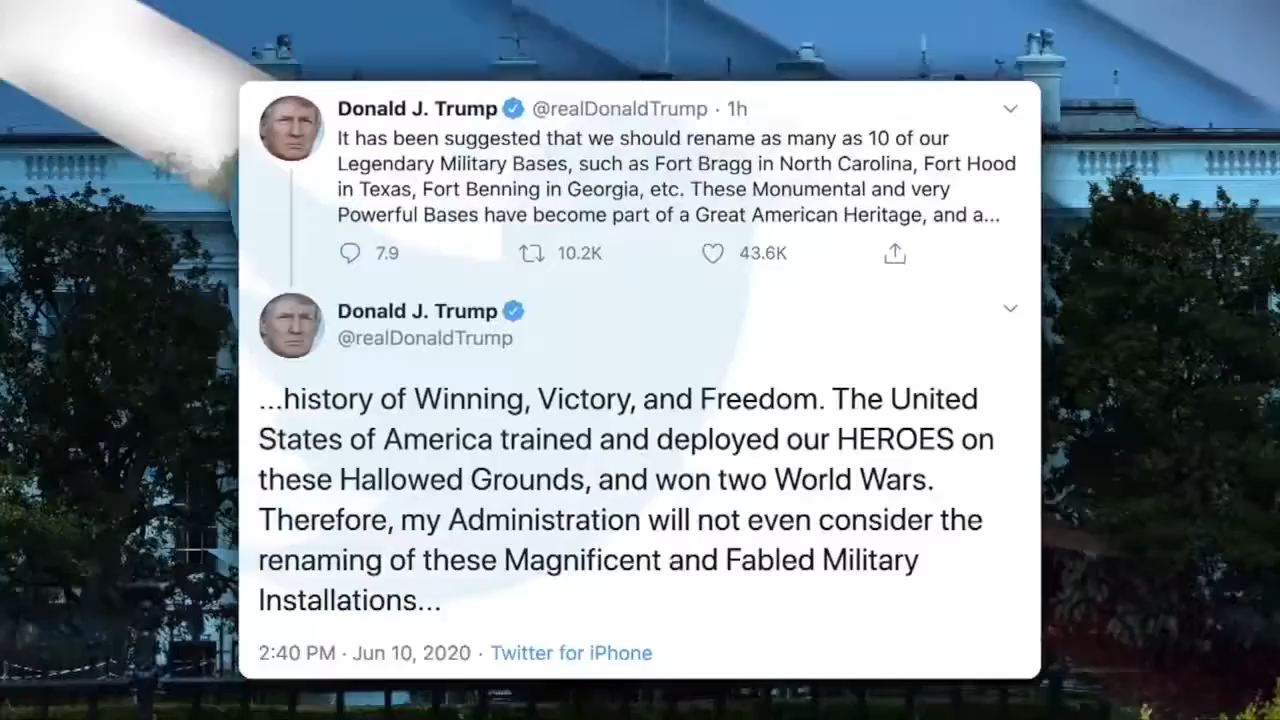 Donald J. Trump @realDonaldTrump · 1h
It has been suggested that we should rename as many as 10 of our
Legendary Military Bases, such as Fort Bragg in North Carolina, Fort Hood
in Texas, Fort Benning in Georgia, etc. These Monumental and very
Powerful Bases have become part of a Great American Heritage, and a...
7.9 10.2K 43.6K
Donald J. Trump
@realDonaldTrump
...history of Winning, Victory, and Freedom. The United
States of America trained and deployed our HEROES on
these Hallowed Grounds, and won two World Wars.
Therefore, my Administration will not even consider the
renaming of these Magnificent and Fabled Military
Installations...
2:40 PM · Jun 10, 2020 · Twitter for iPhone